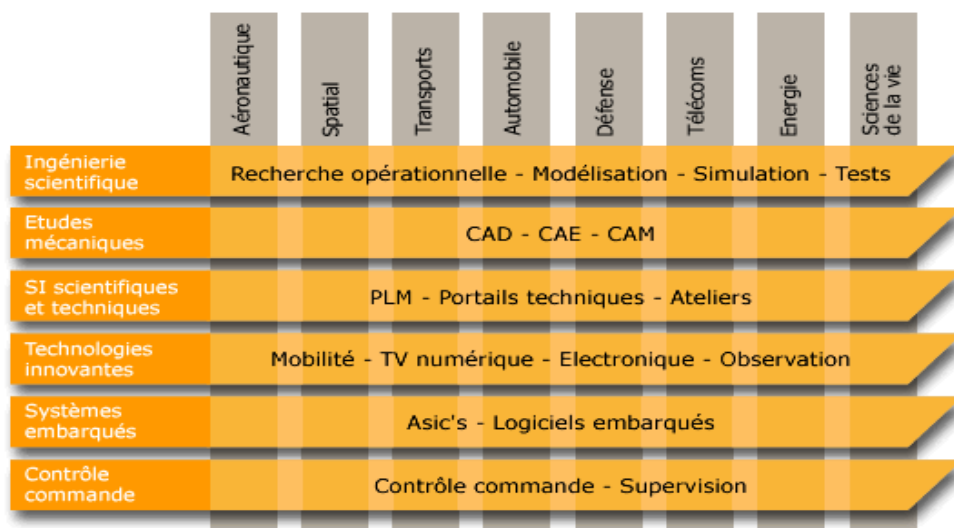 Aéronautique
Spatial
Transports
Automobile
Défense
Télécoms
Energie
Sciences
de la vie
Ingénierie
scientifique
Recherche opérationnelle - Modélisation - Simulation - Tests
Etudes
mécaniques
CAD - CAE - CAM
SI scientifiques
et techniques
PLM - Portails techniques - Ateliers
Technologies
innovantes
Mobilité - TV numérique - Electronique - Observation
Systèmes
embarqués
Asic's - Logiciels embarqués
Contrôle
commande
Contrôle commande - Supervision